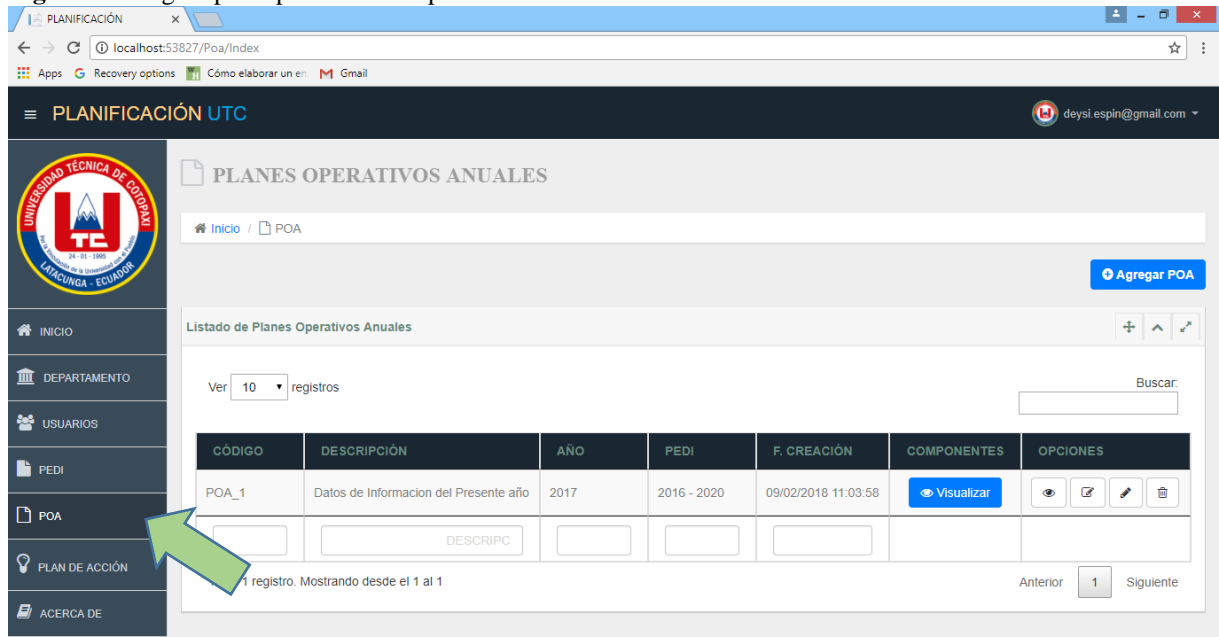 PLANIFICACIÓN
localhost:53827/Poa/Index
Apps Recovery options Cómo elaborar un en Gmail
PLANIFICACIÓN UTC
deysi.espin@gmail.com
UNIVERSIDAD TÉCNICA DE COTOPAXI
UTC
24 - 01 - 1995
LATACUNGA - ECUADOR
PLANES OPERATIVOS ANUALES
Inicio / POA
Agregar POA
INICIO
DEPARTAMENTO
USUARIOS
PEDI
POA
PLAN DE ACCIÓN
ACERCA DE
Listado de Planes Operativos Anuales
Ver 10 registros
Buscar:
CÓDIGO DESCRIPCIÓN AÑO PEDI F. CREACIÓN COMPONENTES OPCIONES
POA_1 Datos de Informacion del Presente año 2017 2016 - 2020 09/02/2018 11:03:58 Visualizar
DESCRIPC
1 registro. Mostrando desde el 1 al 1
Anterior 1 Siguiente